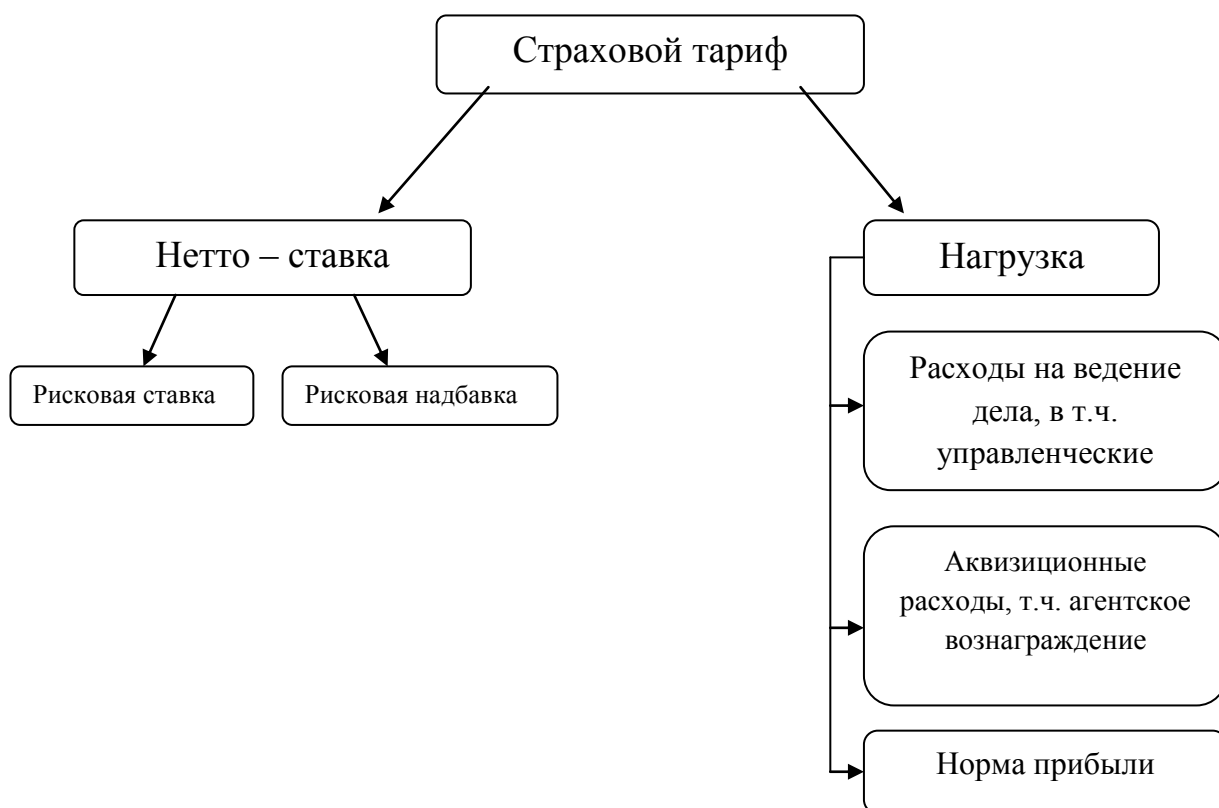 Страховой тариф
Нетто – ставка
Нагрузка
Рисковая ставка
Рисковая надбавка
Расходы на ведение
дела, в т.ч.
управленческие
Аквизиционные
расходы, т.ч. агентское
вознаграждение
Норма прибыли